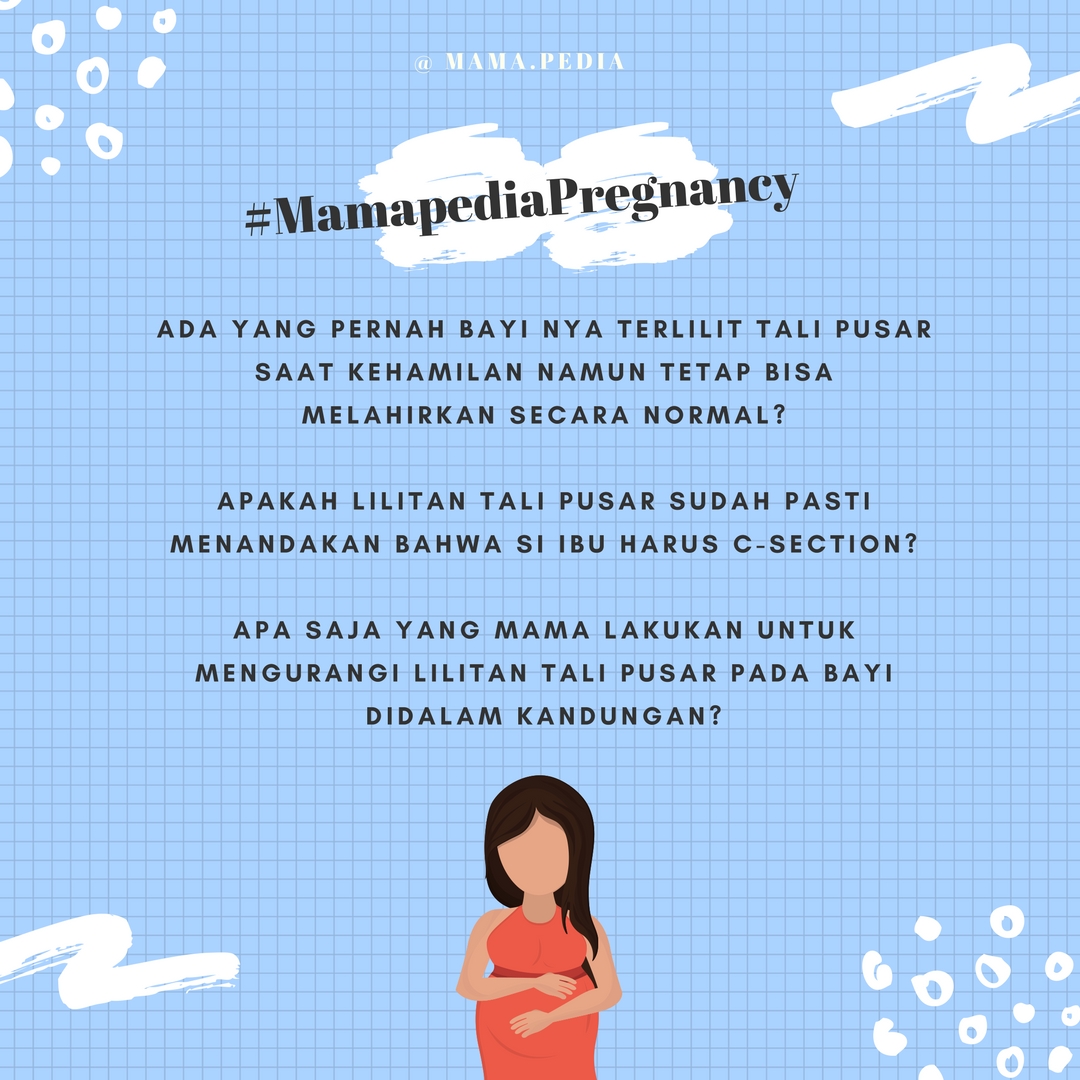 @ MAMA.PEDIA
#MamapediaPregnancy
ADA YANG PERNAH BAYI NYA TERLILIT TALI PUSAR
SAAT KEHAMILAN NAMUN TETAP BISA
MELAHIRKAN SECARA NORMAL?
APAKAH LILITAN TALI PUSAR SUDAH PASTI
MENANDAKAN BAHWA SI IBU HARUS C-SECTION?
APA SAJA YANG MAMA LAKUKAN UNTUK
MENGURANGI LILITAN TALI PUSAR PADA BAYI
DIDALAM KANDUNGAN?